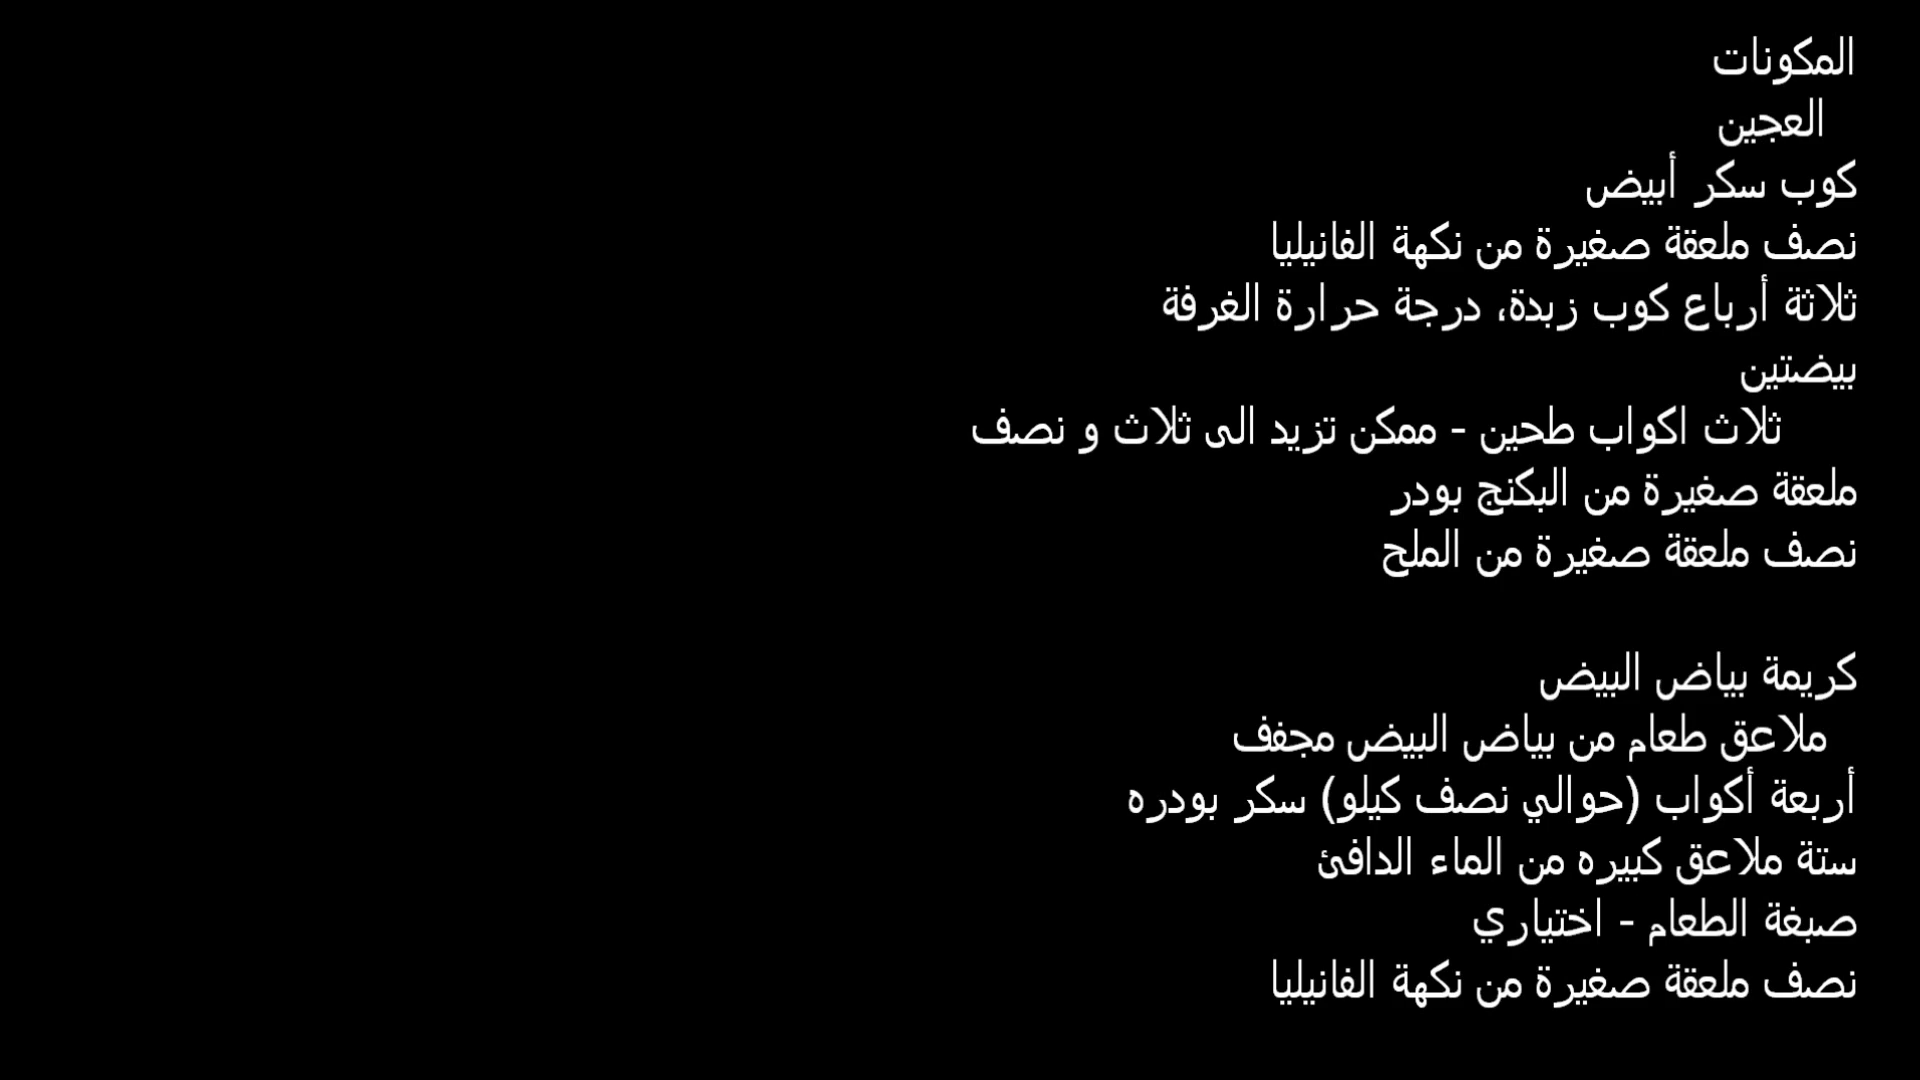 المكونات
العجين
كوب سكر أبيض
نصف ملعقة صغيرة من نكهة الفانيليا
ثلاثة أرباع كوب زبدة، درجة حرارة الغرفة
بيضتين
ثلاث اكواب طحين - ممكن تزيد الى ثلاث و نصف
ملعقة صغيرة من البكنج بودر
نصف ملعقة صغيرة من الملح
كريمة بياض البيض
ملاعق طعام من بياض البيض مجفف
أربعة أكواب (حوالي نصف كيلو) سكر بودره
ستة ملاعق كبيره من الماء الدافئ
صبغة الطعام - اختياري
نصف ملعقة صغيرة من نكهة الفانيليا